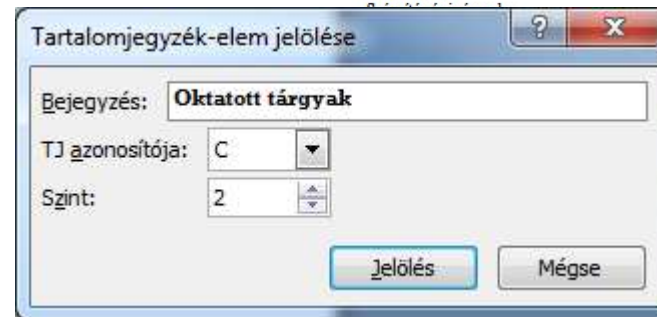 Tartalomjegyzék-elem jelölése
Bejegyzés: Oktatott tárgyak
TJ azonosítója: C
Szint: 2
Jelölés Mégse